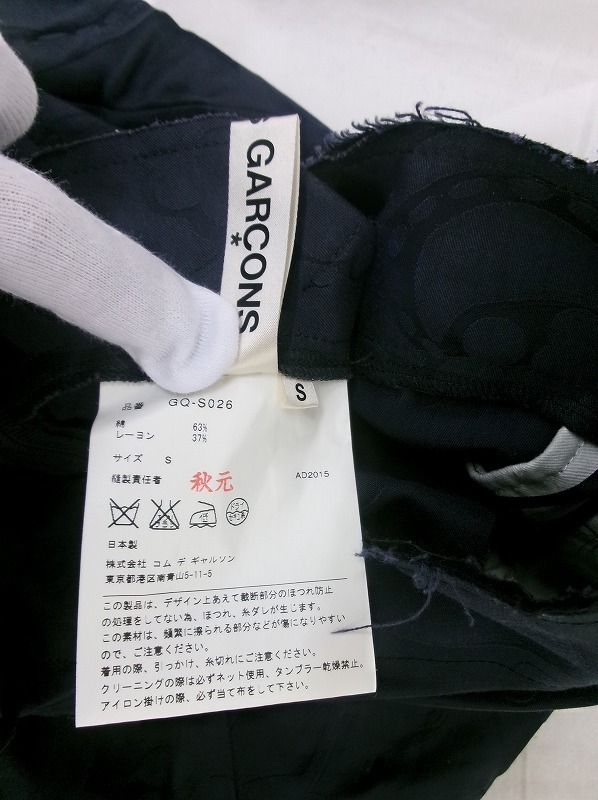 GARÇONS
*
S
品番 GQ-S026
綿 63%
レーヨン 37%
サイズ S
縫製責任者 秋元 AD2015
低
日本製
株式会社 コム デ ギャルソン
東京都港区南青山5-11-5
この製品は、デザイン上あえて裁断部分のほつれ防止
の処理をしてない為、ほつれ、糸ダレが生じます。
この素材は、頻繁に擦られる部分などが傷になりやすい
ので、ご注意ください。
着用の際、引っかけ、糸切れにご注意ください。
クリーニングの際は必ずネット使用、タンブラー乾燥禁止。
アイロン掛けの際は、必ず当て布をして下さい。